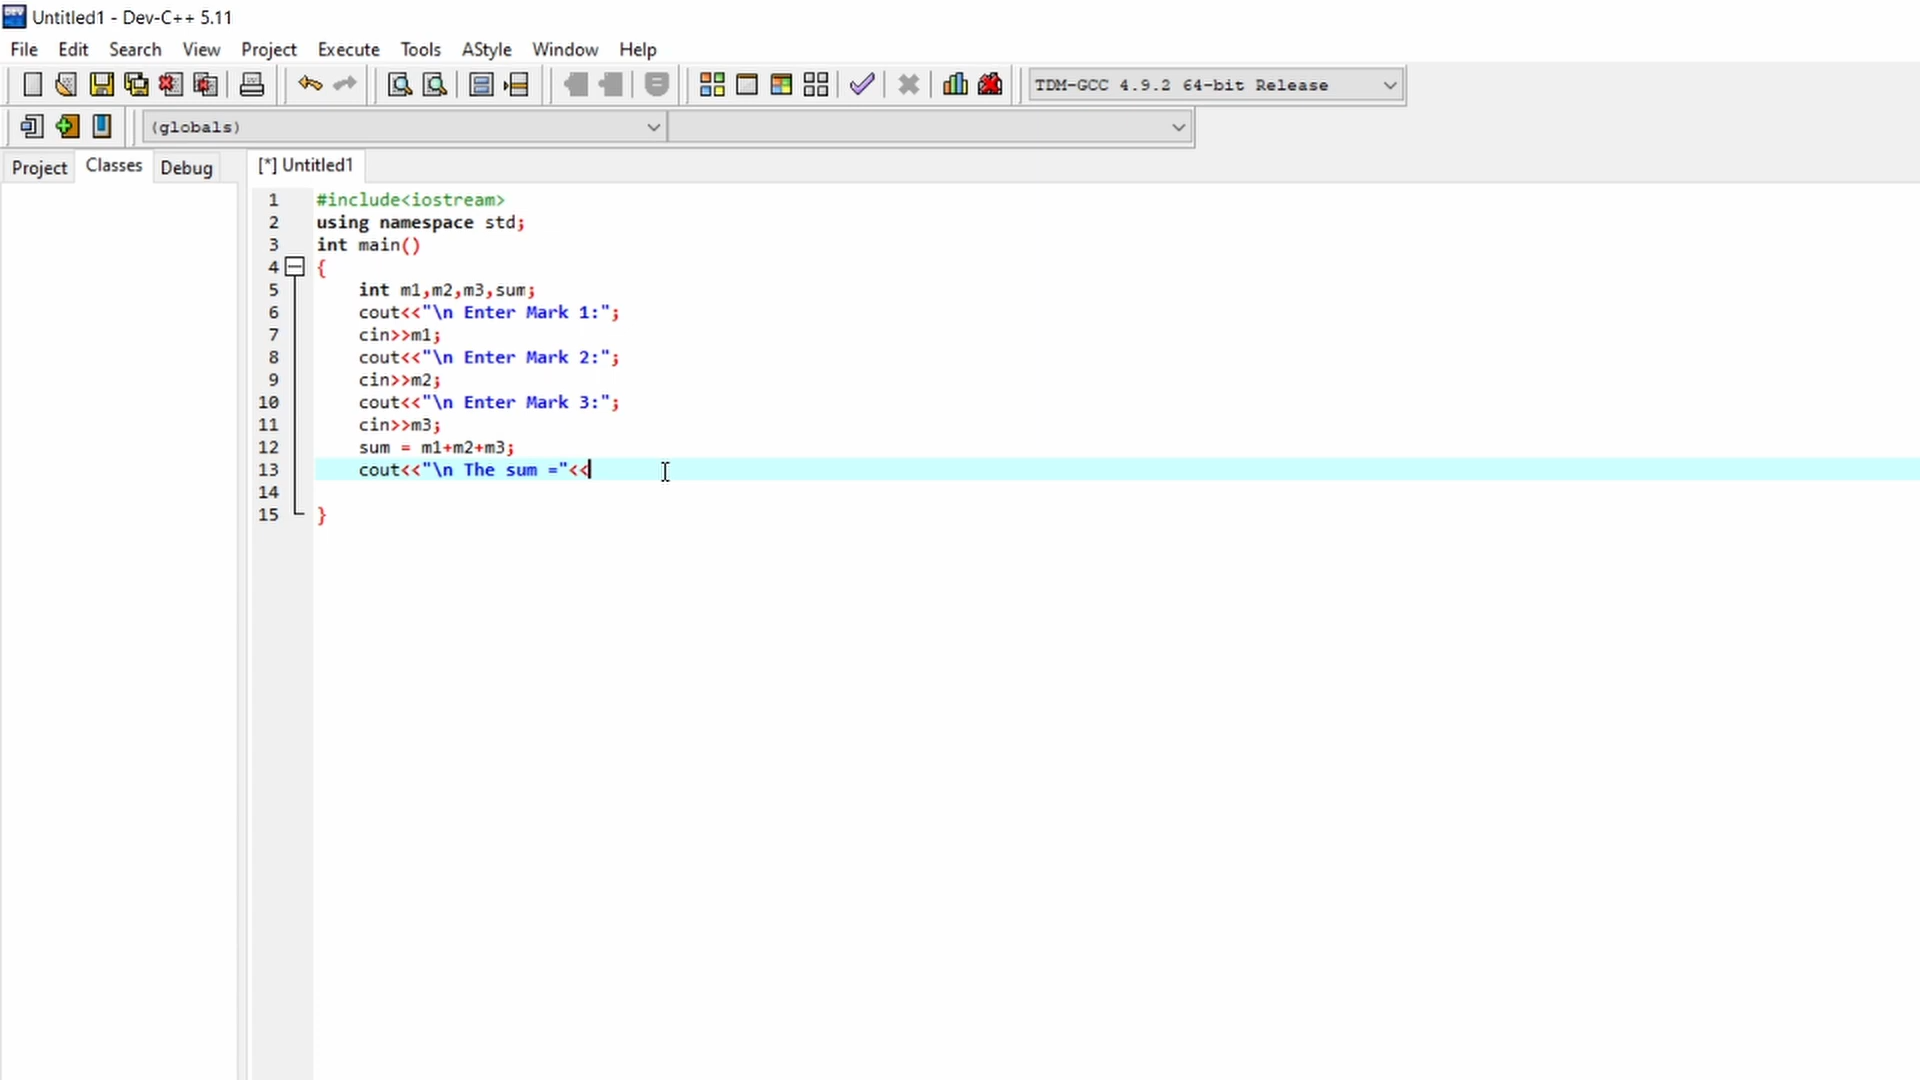 Untitled1 - Dev-C++ 5.11
File Edit Search View Project Execute Tools AStyle Window Help
TDM-GCC 4.9.2 64-bit Release
(globals)
Project Classes Debug [*] Untitled1
1 #include<iostream>
2 using namespace std;
3 int main()
4 {
5 int m1,m2,m3,sum;
6 cout<<"\n Enter Mark 1:";
7 cin>>m1;
8 cout<<"\n Enter Mark 2:";
9 cin>>m2;
10 cout<<"\n Enter Mark 3:";
11 cin>>m3;
12 sum = m1+m2+m3;
13 cout<<"\n The sum ="<<
14
15 }